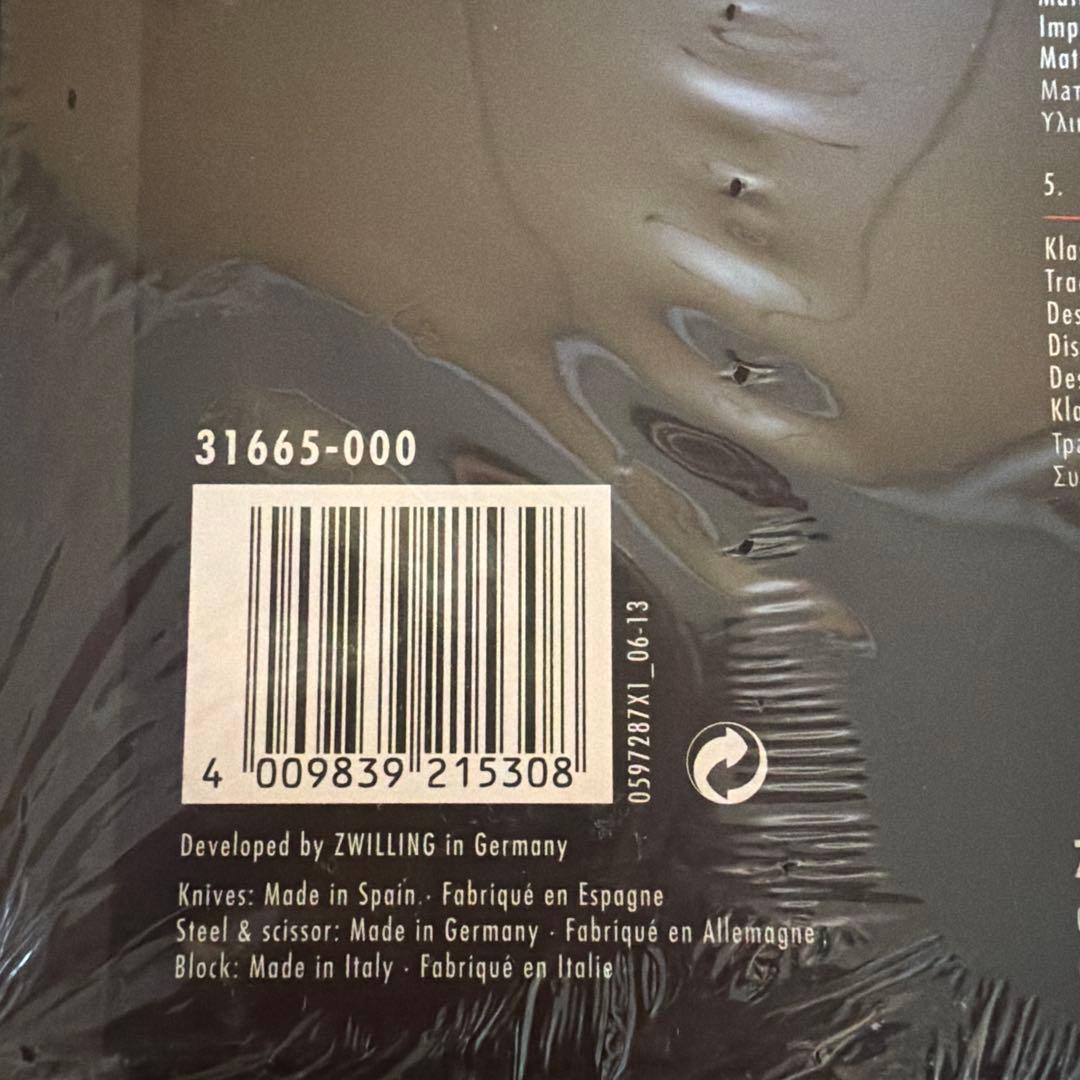 5.
31665-000
4 009839 215308
0597287X1_06-13
Developed by ZWILLING in Germany
Knives: Made in Spain · Fabriqué en Espagne
Steel & scissor: Made in Germany · Fabriqué en Allemagne
Block: Made in Italy · Fabriqué en Italie